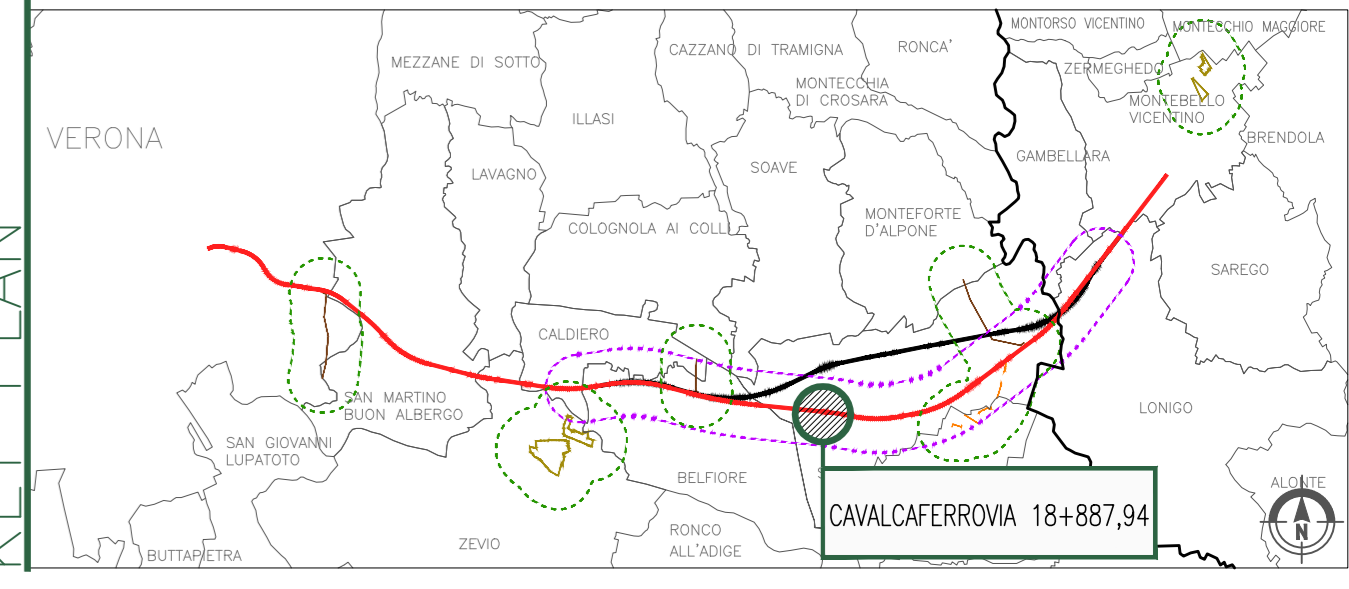 MONTORSO VICENTINO
MONTECCHIO MAGGIORE
CAZZANO DI TRAMIGNA
RONCA'
MEZZANE DI SOTTO
ZERMEGHEDO
MONTECCHIA
DI CROSARA
MONTEBELLO
VICENTINO
ILLASI
VERONA
BRENDOLA
GAMBELLARA
SOAVE
LAVAGNO
MONTEFORTE
D'ALPONE
COLOGNOLA AI COLLI
SAREGO
CALDIERO
SAN MARTINO
BUON ALBERGO
LONIGO
SAN GIOVANNI
LUPATOTO
BELFIORE
ALONTE
CAVALCAFERROVIA 18+887,94
N
RONCO
ALL'ADIGE
ZEVIO
BUTTAPIETRA